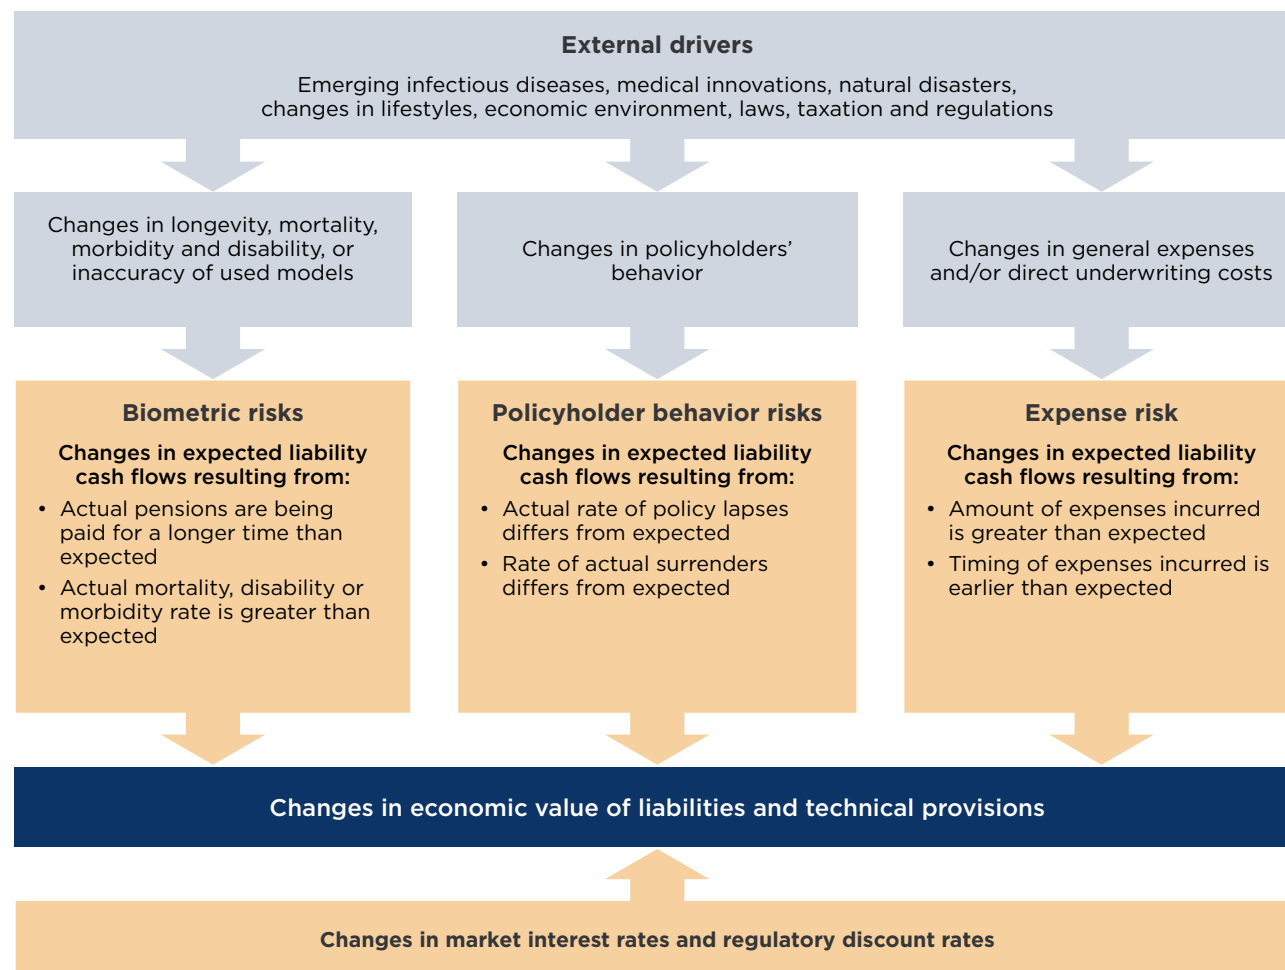 External drivers
Emerging infectious diseases, medical innovations, natural disasters,
changes in lifestyles, economic environment, laws, taxation and regulations
Changes in longevity, mortality,
morbidity and disability, or
inaccuracy of used models
Changes in policyholders’
behavior
Changes in general expenses
and/or direct underwriting costs
Biometric risks
Changes in expected liability
cash flows resulting from:
• Actual pensions are being
paid for a longer time than
expected
• Actual mortality, disability or
morbidity rate is greater than
expected
Policyholder behavior risks
Changes in expected liability
cash flows resulting from:
• Actual rate of policy lapses
differs from expected
• Rate of actual surrenders
differs from expected
Expense risk
Changes in expected liability
cash flows resulting from:
• Amount of expenses incurred
is greater than expected
• Timing of expenses incurred is
earlier than expected
Changes in economic value of liabilities and technical provisions
Changes in market interest rates and regulatory discount rates